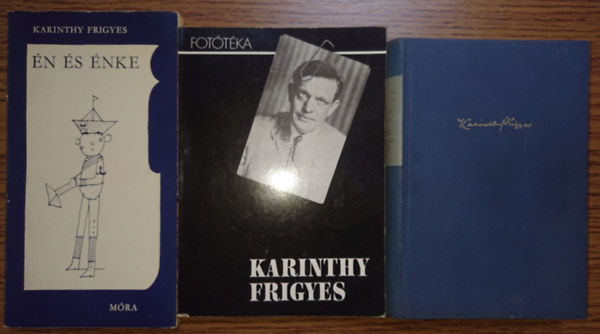 KARINTHY FRIGYES
ÉN ÉS ÉNKE
MÓRA
FOTÓTÉKA
KARINTHY
FRIGYES
Karinthy Frigyes